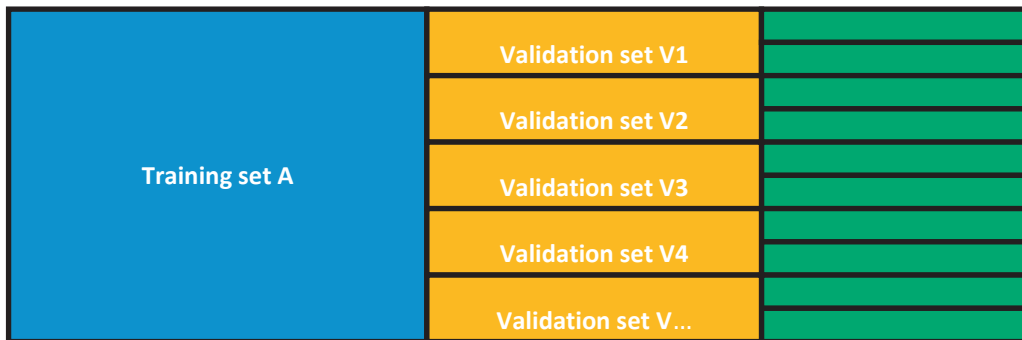 Training set A
Validation set V1
Validation set V2
Validation set V3
Validation set V4
Validation set V...